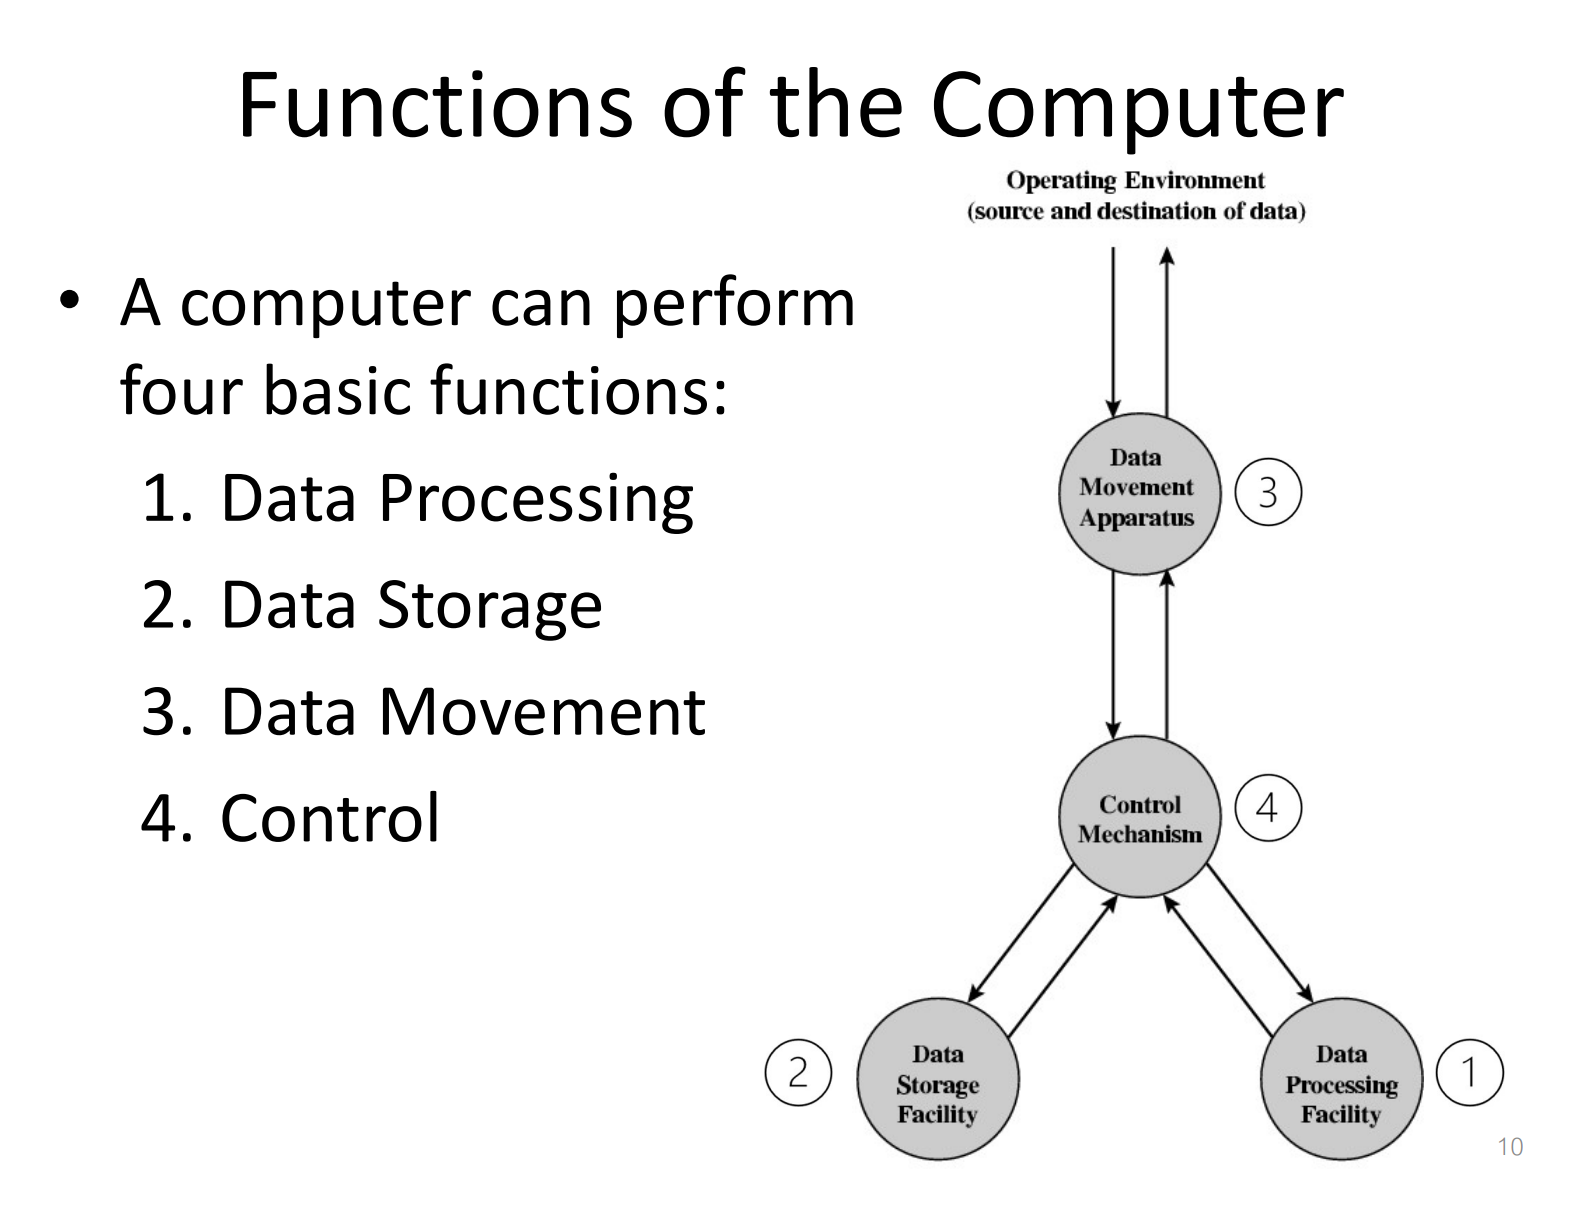 Functions of the Computer
Operating Environment
(source and destination of data)
• A computer can perform
four basic functions:
1. Data Processing
2. Data Storage
3. Data Movement
4. Control
Data
Movement
Apparatus
3
Control
Mechanism
4
2
Data
Storage
Facility
Data
Processing
Facility
1
10